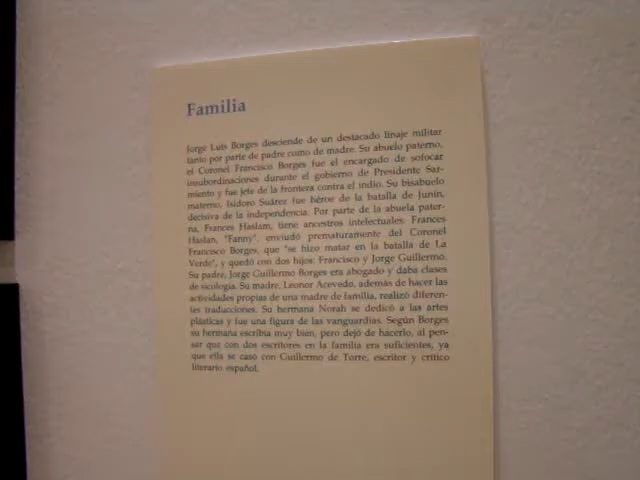 Familia
Jorge Luis Borges desciende de un destacado linaje militar
tanto por parte de padre como de madre. Su abuelo paterno,
el Coronel Francisco Borges fue el encargado de sofocar
insubordinaciones durante el gobierno de Presidente Sar-
miento y fue jefe de la frontera contra el indio. Su bisabuelo
materno, Isidoro Suárez fue héroe de la batalla de Junín,
decisiva de la independencia. Por parte de la abuela pater-
na, Frances Haslam, tiene ancestros intelectuales. Frances
Haslan, "Fanny", enviudó prematuramente del Coronel
Francisco Borges, que "se hizo matar en la batalla de La
Verde", y quedó con dos hijos: Francisco y Jorge Guillermo.
Su padre, Jorge Guillermo Borges era abogado y daba clases
de sicología. Su madre, Leonor Acevedo, además de hacer las
actividades propias de una madre de familia, realizó diferen-
tes traducciones. Su hermana Norah se dedicó a las artes
plásticas y fue una figura de las vanguardias. Según Borges
su hermana escribía muy bien, pero dejó de hacerlo, al pen-
sar que con dos escritores en la familia era suficientes, ya
que ella se casó con Guillermo de Torre, escritor y crítico
literario español.